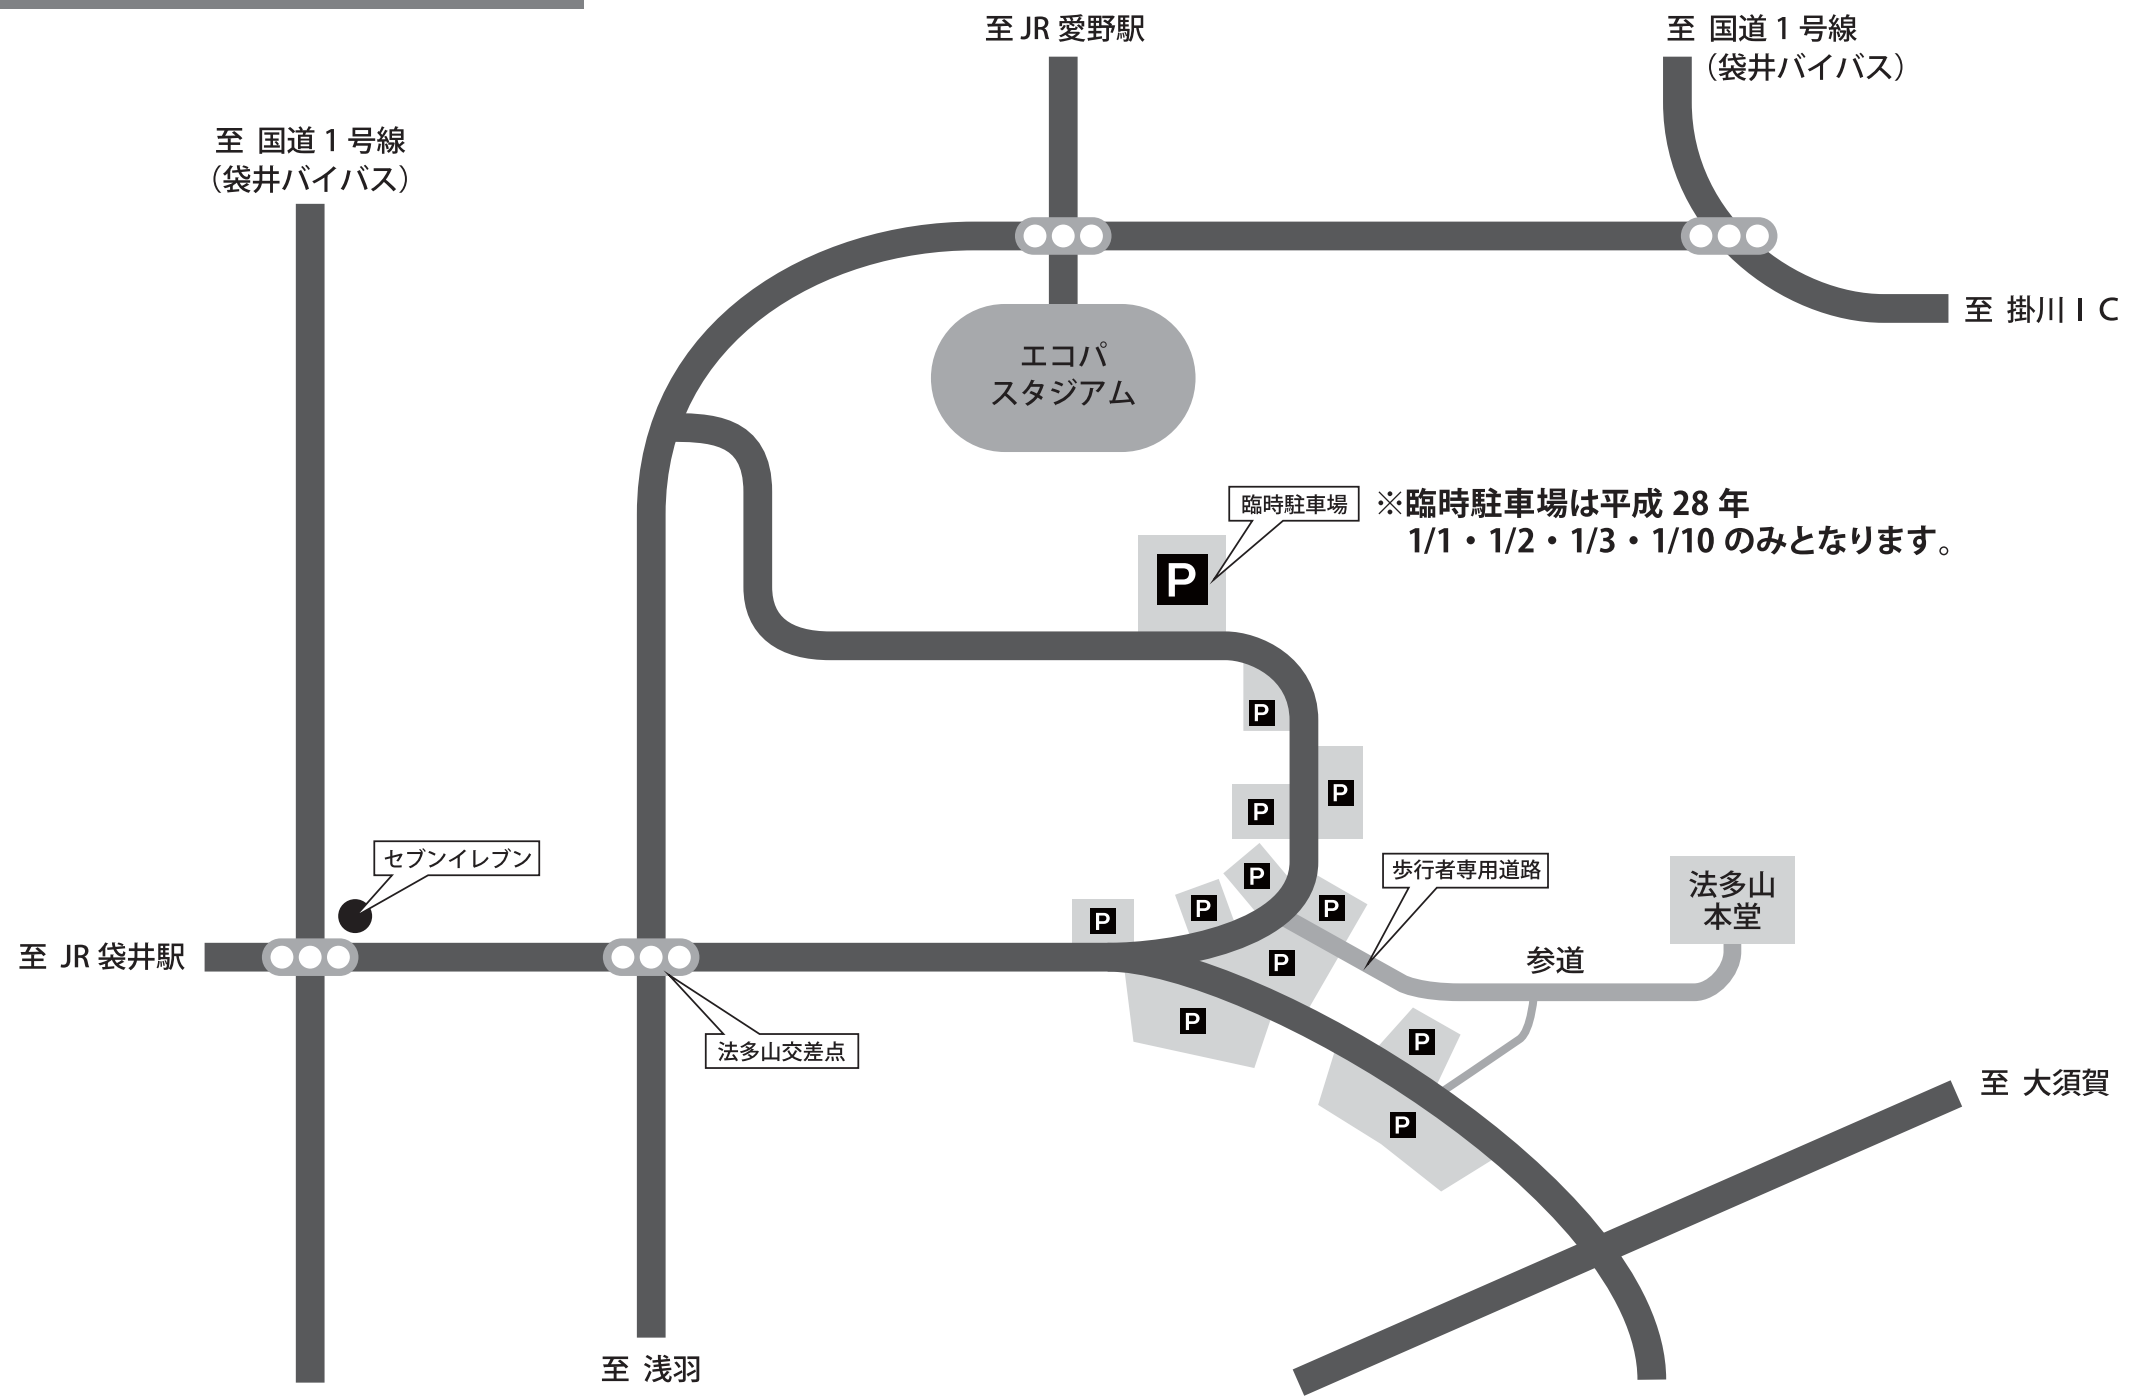 至 JR 愛野駅
至 国道 1 号線
（袋井バイパス）
至 国道 1 号線
（袋井バイパス）
至 掛川ＩＣ
エコパ
スタジアム
臨時駐車場
※臨時駐車場は平成 28 年
1/1・1/2・1/3・1/10 のみとなります。
P
P
P
P
セブンイレブン
歩行者専用道路
法多山
本堂
P
P
P
P
至 JR 袋井駅
参道
P
P
P
法多山交差点
P
至 大須賀
至 浅羽